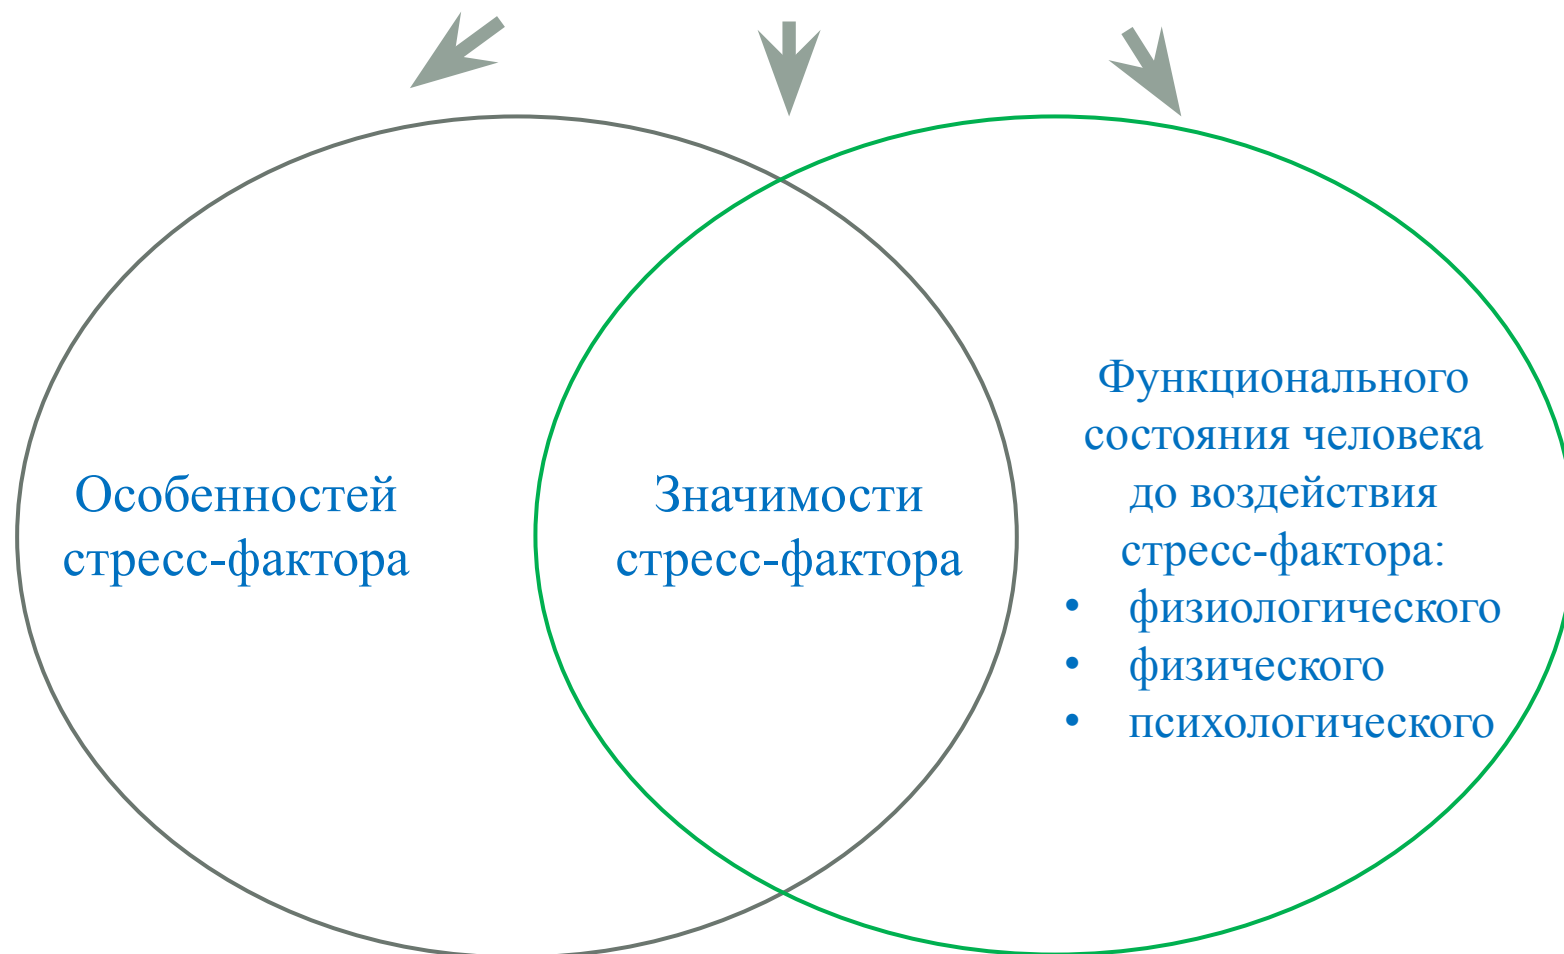 Особенностей
стресс-фактора
Значимости
стресс-фактора
Функционального
состояния человека
до воздействия
стресс-фактора:
• физиологического
• физического
• психологического